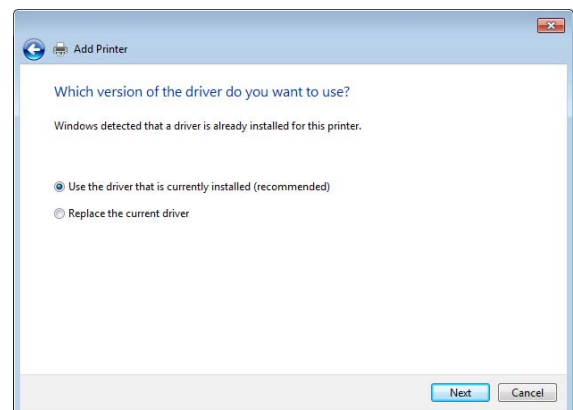 Add Printer
Which version of the driver do you want to use?
Windows detected that a driver is already installed for this printer.
Use the driver that is currently installed (recommended)
Replace the current driver
Next Cancel